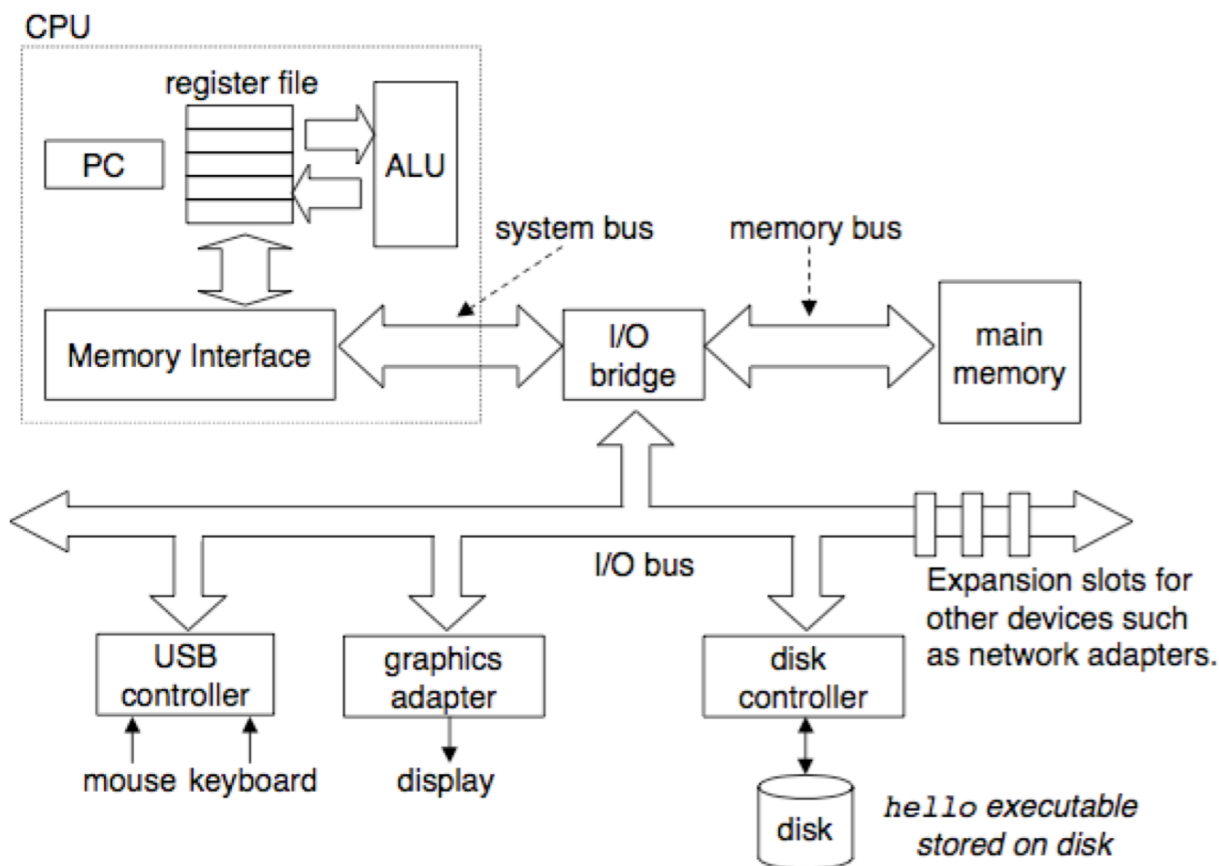 CPU
register file
PC
ALU
system bus
memory bus
Memory Interface
I/O
bridge
main
memory
I/O bus
Expansion slots for
other devices such
as network adapters.
USB
controller
graphics
adapter
disk
controller
mouse keyboard
display
disk
hello executable
stored on disk